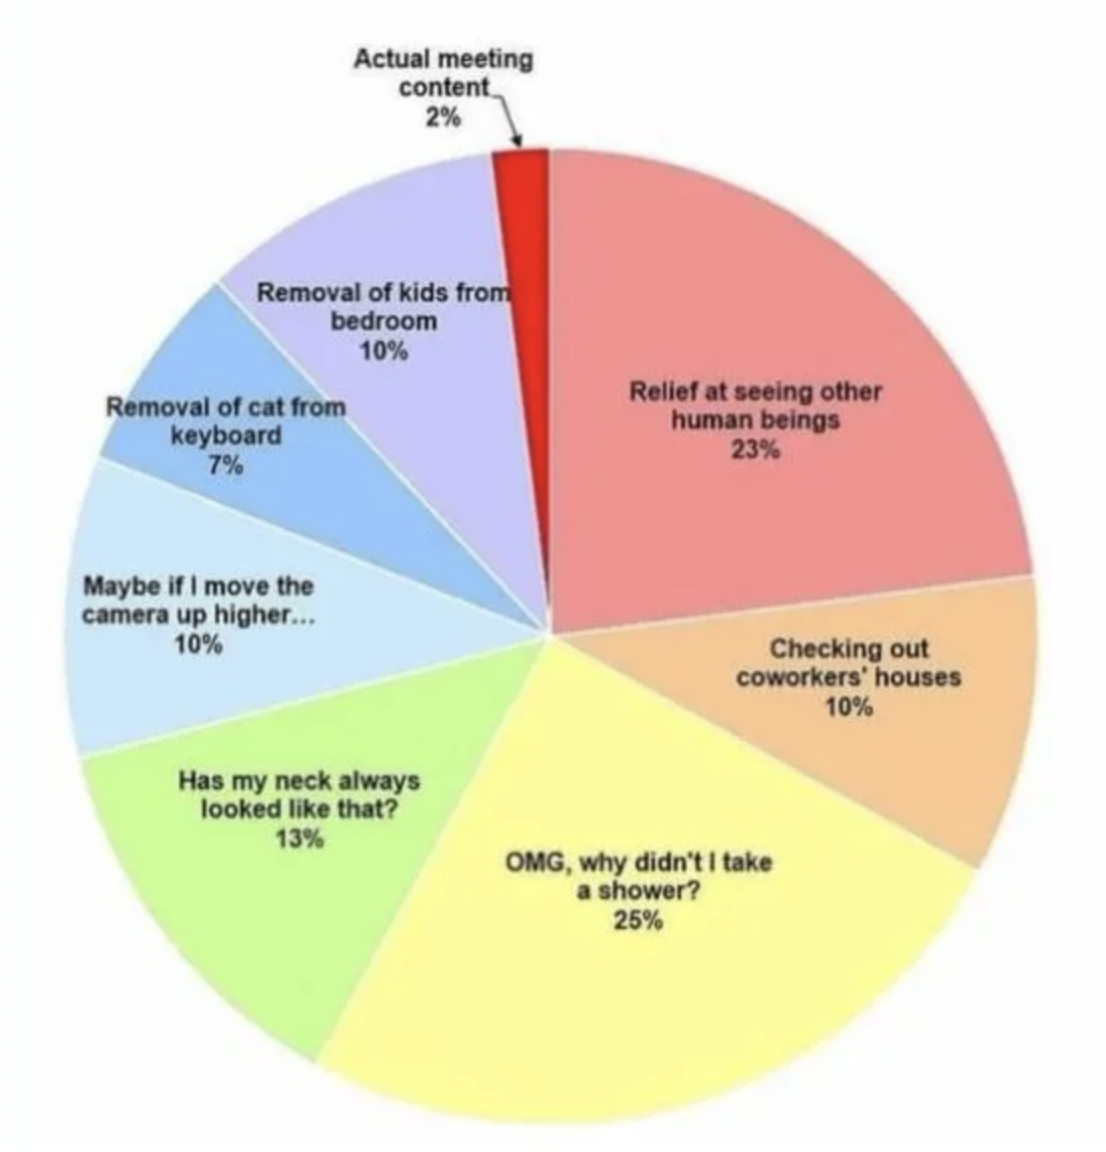 Actual meeting
content
2%
Removal of kids from
bedroom
10%
Relief at seeing other
human beings
23%
Removal of cat from
keyboard
7%
Maybe if I move the
camera up higher...
10%
Checking out
coworkers' houses
10%
Has my neck always
looked like that?
13%
OMG, why didn't I take
a shower?
25%